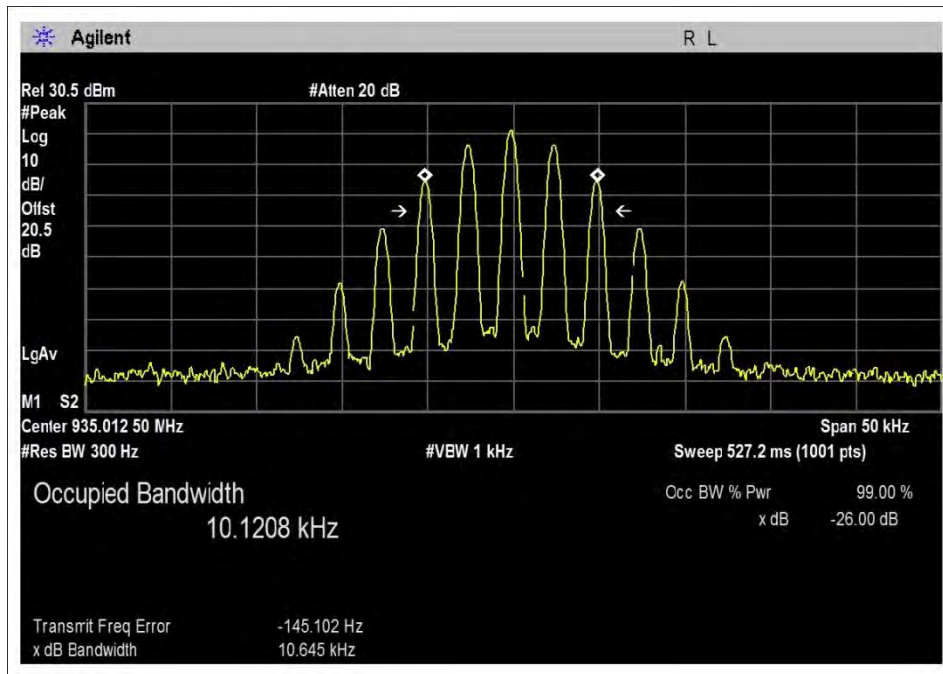 Agilent R L
Ref 30.5 dBm #Atten 20 dB
#Peak
Log
10
dB/
Offst
20.5
dB
LgAv
M1 S2
Center 935.012 50 MHz Span 50 kHz
#Res BW 300 Hz #VBW 1 kHz Sweep 527.2 ms (1001 pts)
Occupied Bandwidth
10.1208 kHz
Occ BW % Pwr 99.00 %
x dB -26.00 dB
Transmit Freq Error -145.102 Hz
x dB Bandwidth 10.645 kHz